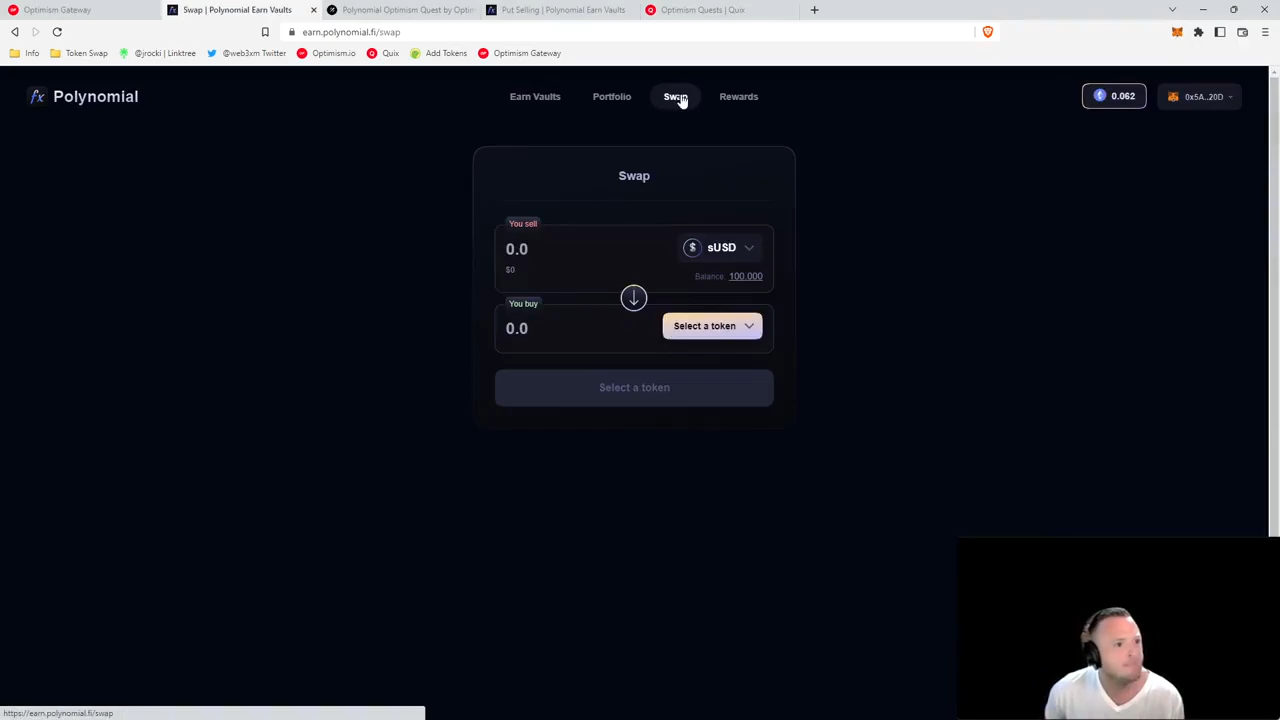 Optimism Gateway
Swap | Polynomial Earn Vaults
Polynomial Optimism Quest by Optim
Put Selling | Polynomial Earn Vaults
Optimism Quests | Quix
earn.polynomial.fi/swap
Info
Token Swap
@jrocki | Linktree
@web3xm Twitter
Optimism.io
Quix
Add Tokens
Optimism Gateway
fx Polynomial
Earn Vaults
Portfolio
Swap
Rewards
0.062
0x5A..20D
Swap
You sell
0.0
sUSD
$0
Balance. 100.000
You buy
0.0
Select a token
Select a token
https://earn.polynomial.fi/swap